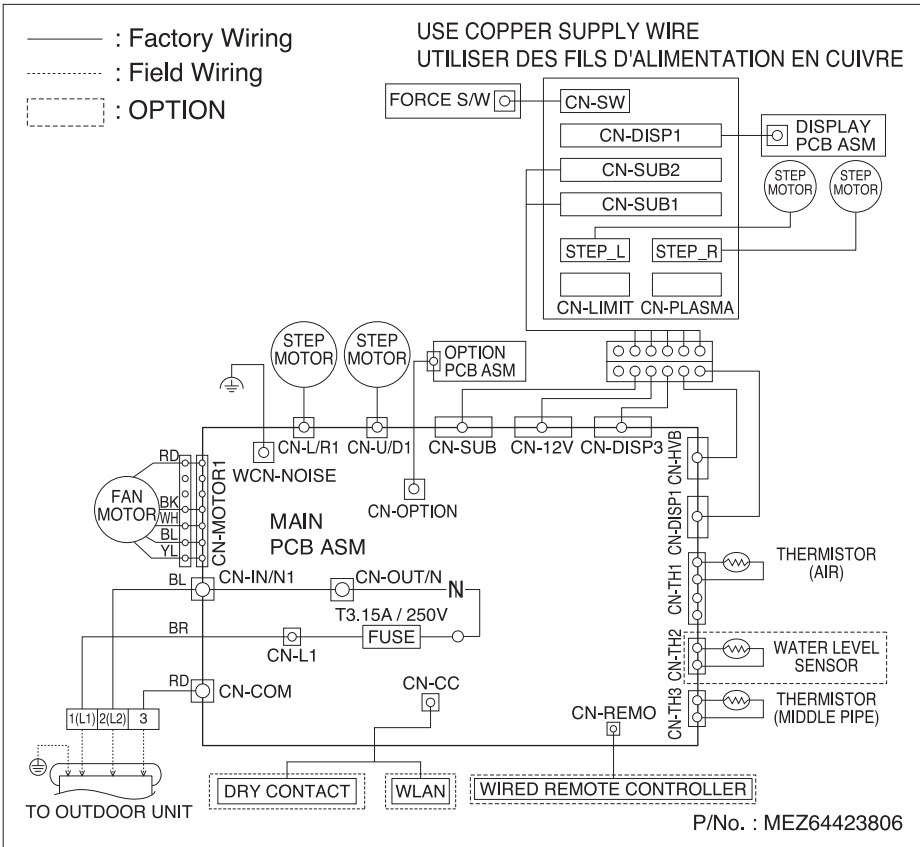 : Factory Wiring
: Field Wiring
: OPTION
USE COPPER SUPPLY WIRE
UTILISER DES FILS D'ALIMENTATION EN CUIVRE
FORCE S/W
CN-SW
CN-DISP1
DISPLAY
PCB ASM
CN-SUB2
CN-SUB1
STEP
MOTOR
STEP
MOTOR
STEP_L
STEP_R
CN-LIMIT
CN-PLASMA
STEP
MOTOR
STEP
MOTOR
OPTION
PCB ASM
CN-L/R1
CN-U/D1
CN-SUB
CN-12V
CN-DISP3
CN-HVB
WCN-NOISE
CN-OPTION
CN-DISP1
RD
BK
WH
BL
YL
FAN
MOTOR
CN-MOTOR1
MAIN
PCB ASM
CN-TH1
THERMISTOR
(AIR)
BL
CN-IN/N1
CN-OUT/N
N
T3.15A / 250V
FUSE
BR
CN-L1
CN-TH2
WATER LEVEL
SENSOR
RD
CN-COM
CN-CC
CN-TH3
THERMISTOR
(MIDDLE PIPE)
CN-REMO
1(L1)
2(L2)
3
TO OUTDOOR UNIT
DRY CONTACT
WLAN
WIRED REMOTE CONTROLLER
P/No. : MEZ64423806